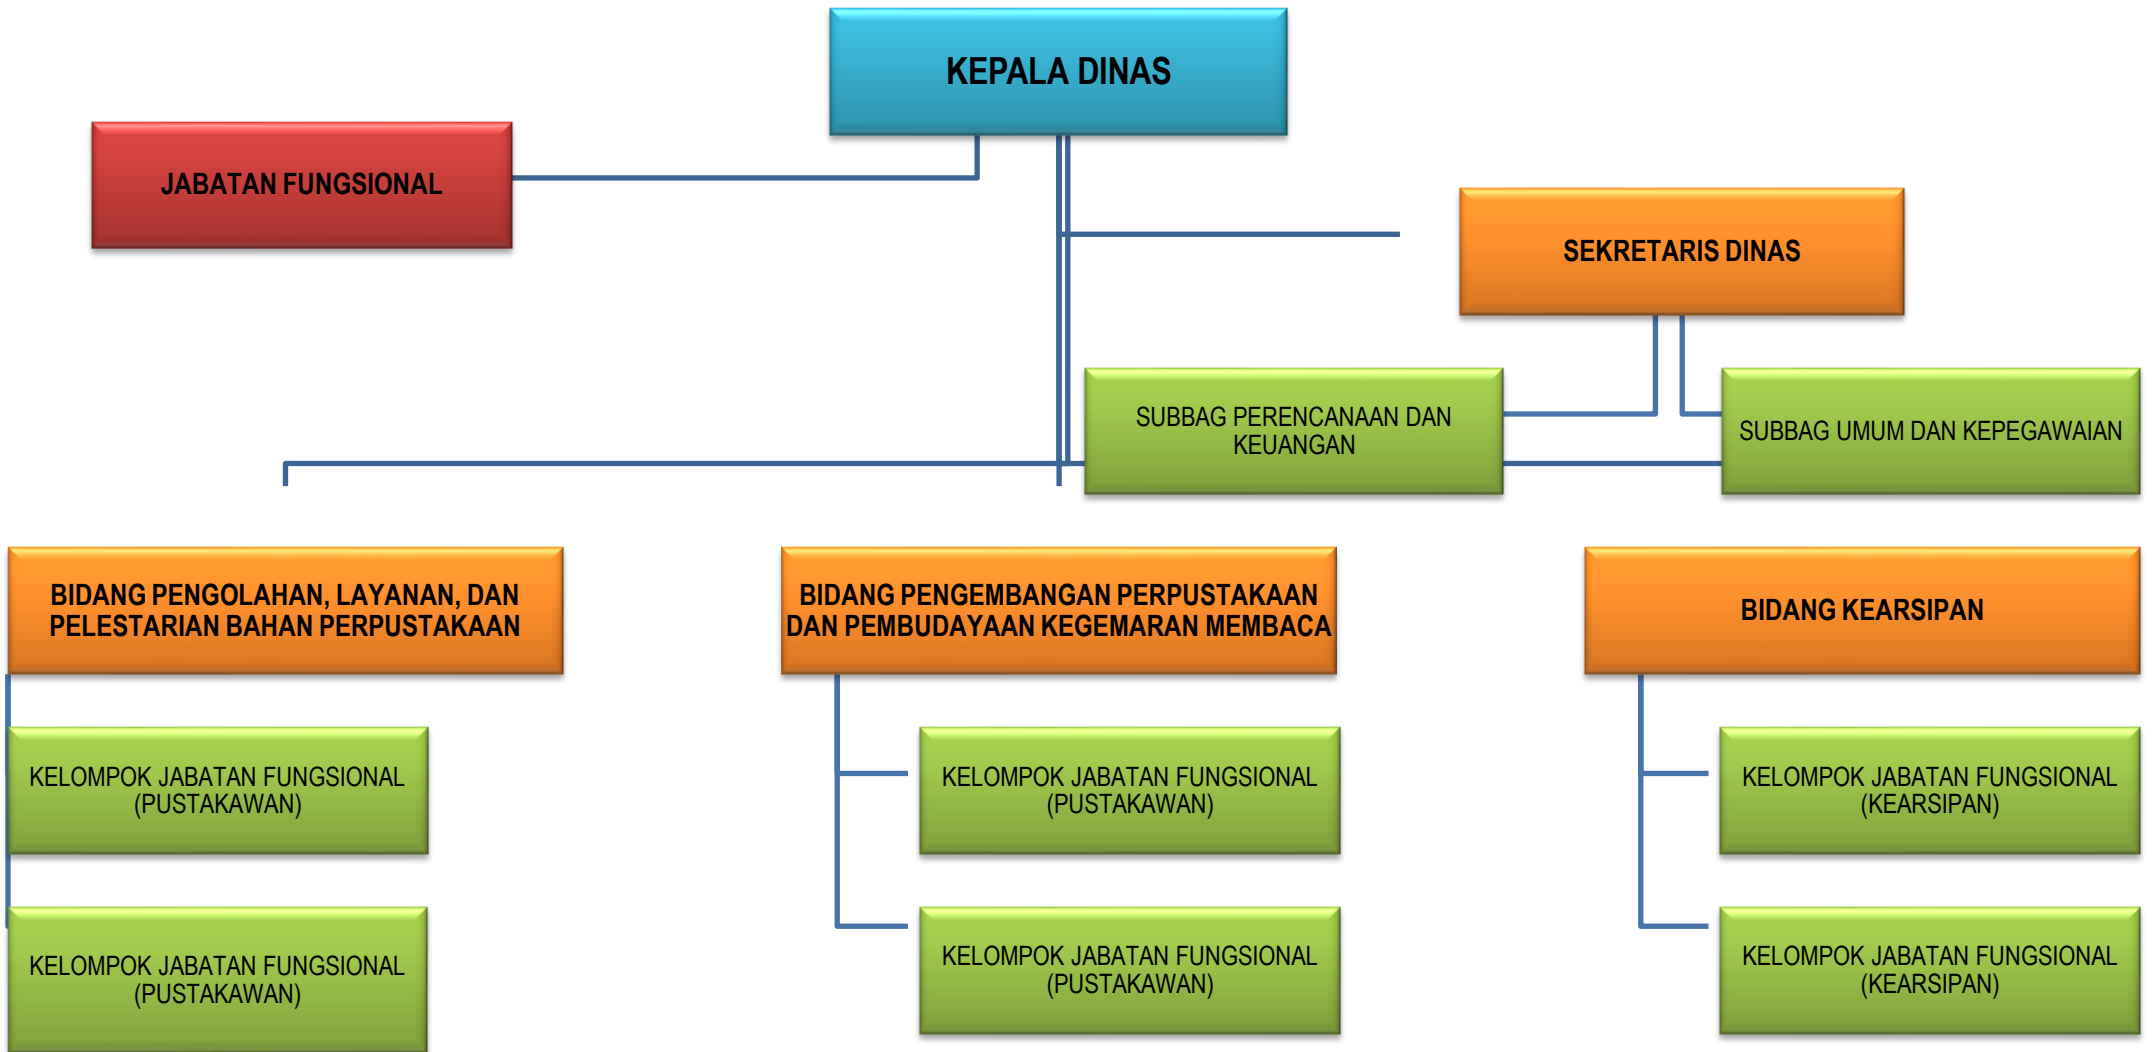 KEPALA DINAS
JABATAN FUNGSIONAL
SEKRETARIS DINAS
SUBBAG PERENCANAAN DAN
KEUANGAN
SUBBAG UMUM DAN KEPEGAWAIAN
BIDANG PENGOLAHAN, LAYANAN, DAN
PELESTARIAN BAHAN PERPUSTAKAAN
BIDANG PENGEMBANGAN PERPUSTAKAAN
DAN PEMBUDAYAAN KEGEMARAN MEMBACA
BIDANG KEARSIPAN
KELOMPOK JABATAN FUNGSIONAL
(PUSTAKAWAN)
KELOMPOK JABATAN FUNGSIONAL
(PUSTAKAWAN)
KELOMPOK JABATAN FUNGSIONAL
(KEARSIPAN)
KELOMPOK JABATAN FUNGSIONAL
(PUSTAKAWAN)
KELOMPOK JABATAN FUNGSIONAL
(PUSTAKAWAN)
KELOMPOK JABATAN FUNGSIONAL
(KEARSIPAN)